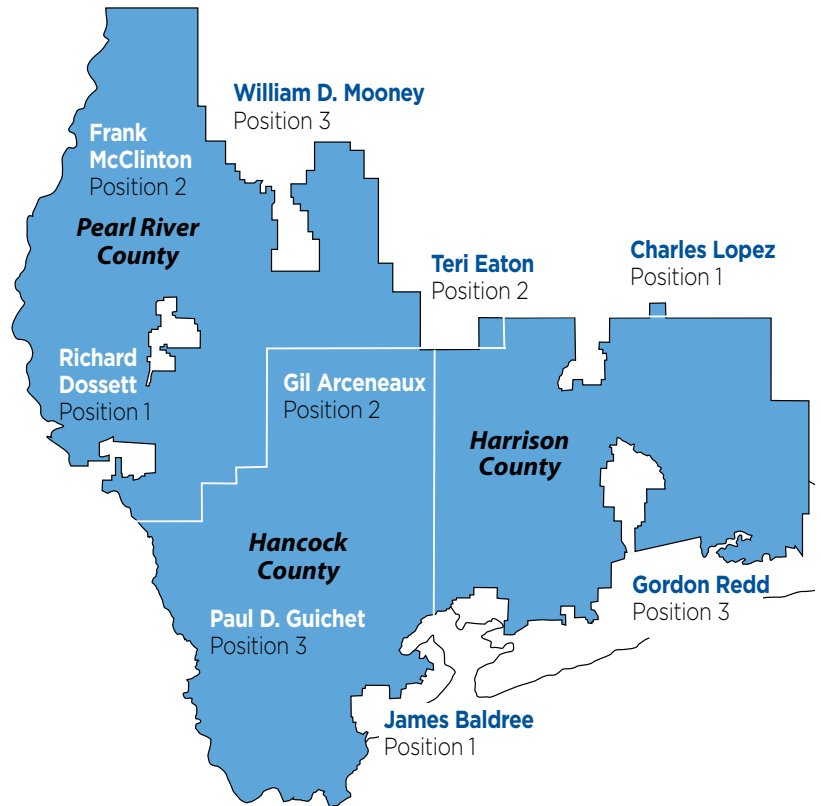 William D. Mooney
Position 3
Frank
McClinton
Position 2
Pearl River
County
Teri Eaton
Position 2
Charles Lopez
Position 1
Richard
Dossett
Position 1
Gil Arceneaux
Position 2
Harrison
County
Hancock
County
Gordon Redd
Position 3
Paul D. Guichet
Position 3
James Baldree
Position 1